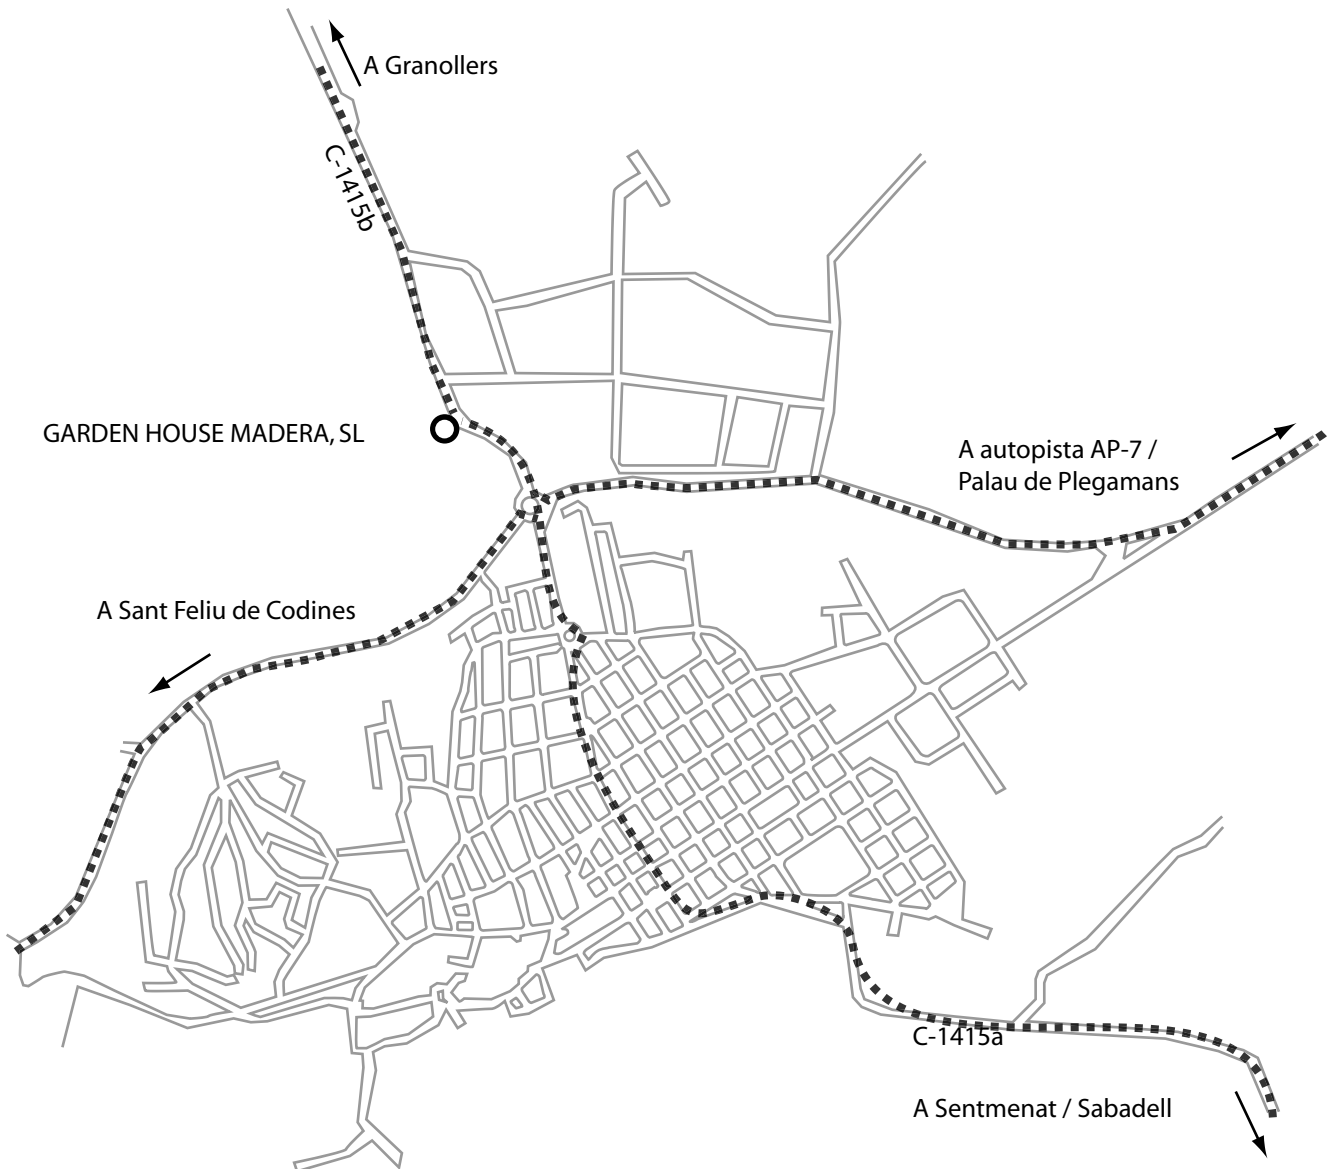 A Granollers
C-1415b
GARDEN HOUSE MADERA, SL
A autopista AP-7 /
Palau de Plegamans
A Sant Feliu de Codines
C-1415a
A Sentmenat / Sabadell